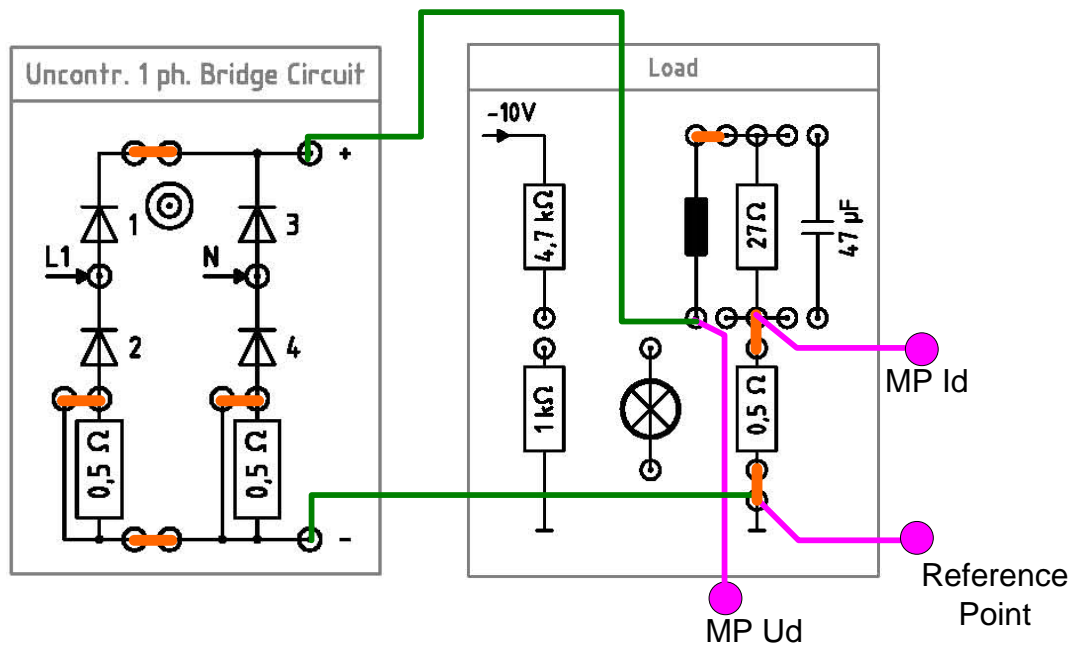 Uncontr. 1 ph. Bridge Circuit
Load
-10V
+
1
3
4,7 kΩ
27Ω
47 µF
L1
N
2
4
MP Id
0,5 Ω
0,5 Ω
1 kΩ
0,5 Ω
-
Reference
Point
MP Ud